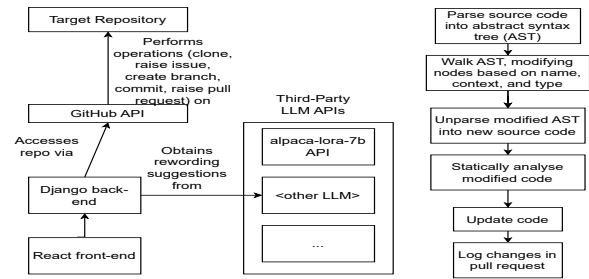 Target Repository
Performs
operations (clone,
raise issue,
create branch,
commit, raise pull
request) on
GitHub API
Accesses
repo via
Django back-
end
React front-end
Obtains
rewording
suggestions
from
Third-Party
LLM APIs
alpaca-lora-7b
API
<other LLM>
...
Parse source code
into abstract syntax
tree (AST)
Walk AST, modifying
nodes based on name,
context, and type
Unparse modified AST
into new source code
Statically analyse
modified code
Update code
Log changes in
pull request